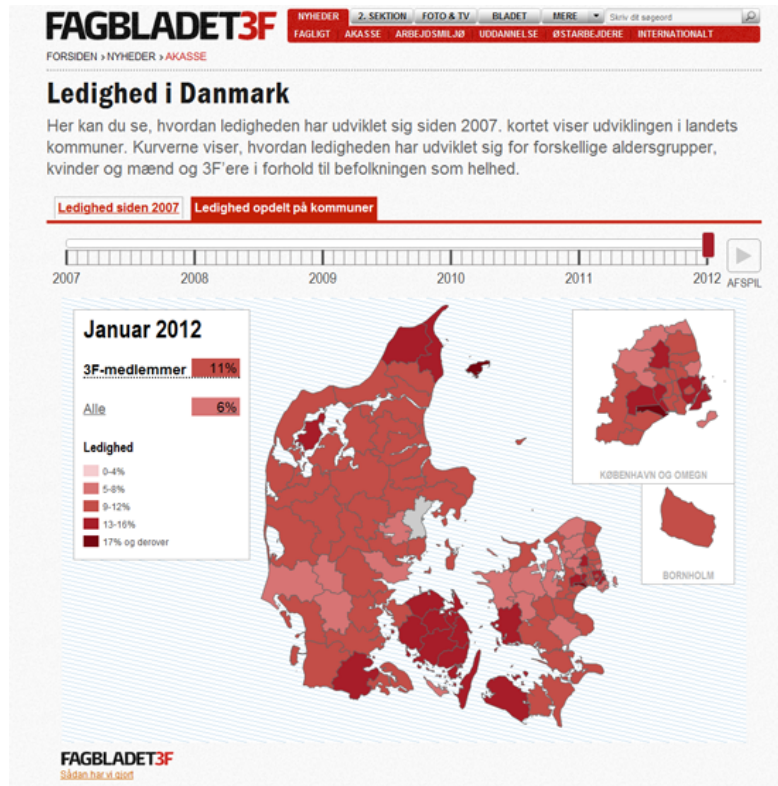 FAGBLADET3F
NYHEDER 2. SEKTION FOTO & TV BLADET MERE Skriv dit søgeord
FAGLIGT AKASSE ARBEJDSMILJØ UDDANNELSE ØSTARBEJDERE INTERNATIONALT
FORSIDEN › NYHEDER › AKASSE
Ledighed i Danmark
Her kan du se, hvordan ledigheden har udviklet sig siden 2007. kortet viser udviklingen i landets
kommuner. Kurverne viser, hvordan ledigheden har udviklet sig for forskellige aldersgrupper,
kvinder og mænd og 3F'ere i forhold til befolkningen som helhed.
Ledighed siden 2007 Ledighed opdelt på kommuner
2007 2008 2009 2010 2011 2012 AFSPIL
Januar 2012
3F-medlemmer 11%
Alle 6%
Ledighed
0-4%
5-8%
9-12%
13-16%
17% og derover
KØBENHAVN OG OMEGN
BORNHOLM
FAGBLADET3F
Sådan har vi gjort